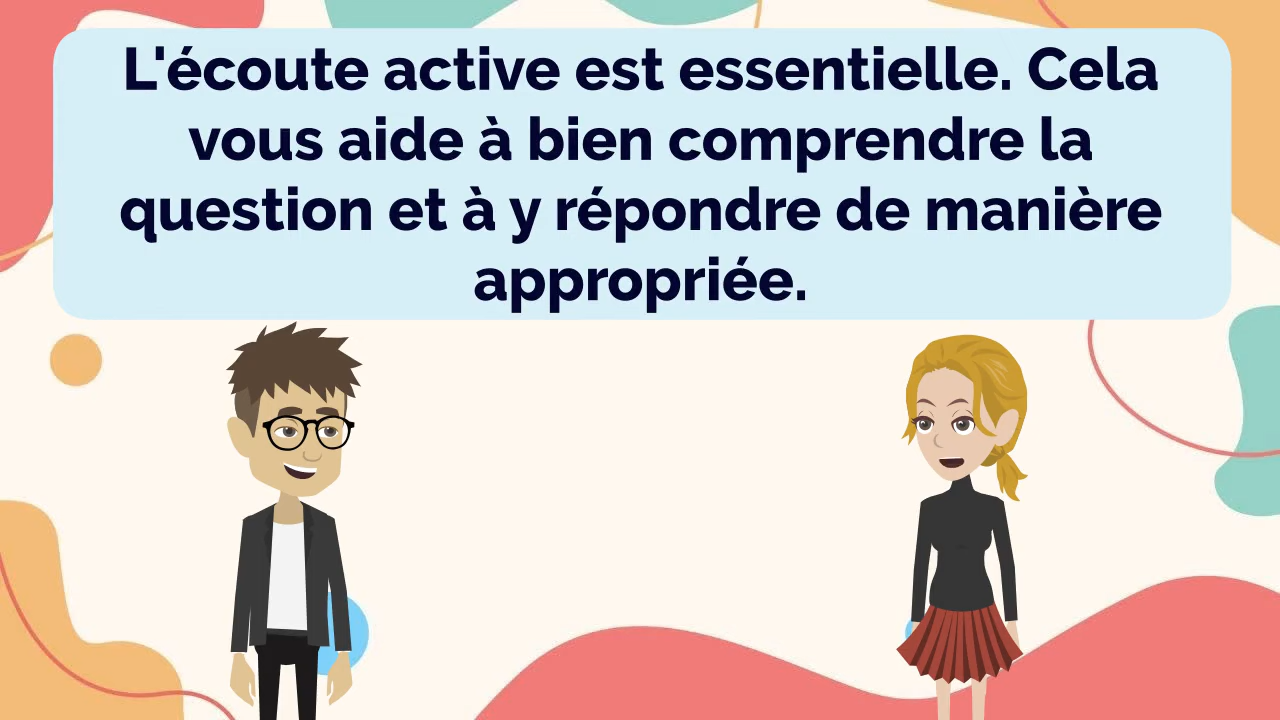 L'écoute active est essentielle. Cela
vous aide à bien comprendre la
question et à y répondre de manière
appropriée.